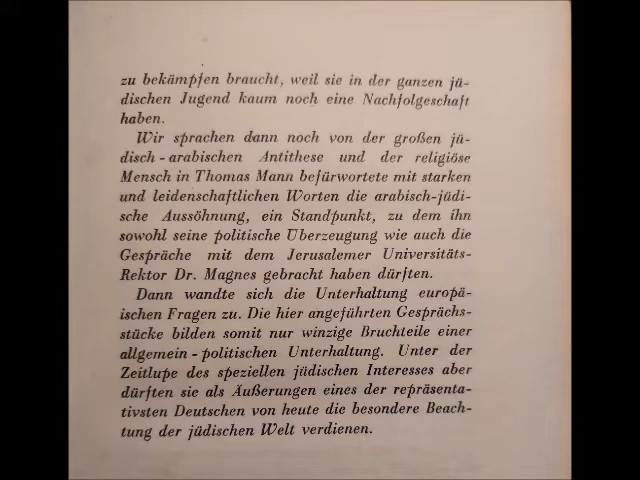 zu bekämpfen braucht, weil sie in der ganzen jü-
dischen Jugend kaum noch eine Nachfolgeschaft
haben.
Wir sprachen dann noch von der großen jü-
disch-arabischen Antithese und der religiöse
Mensch in Thomas Mann befürwortete mit starken
und leidenschaftlichen Worten die arabisch-jüdi-
sche Aussöhnung, ein Standpunkt, zu dem ihn
sowohl seine politische Überzeugung wie auch die
Gespräche mit dem Jerusalemer Universitäts-
Rektor Dr. Magnes gebracht haben dürften.
Dann wandte sich die Unterhaltung europä-
ischen Fragen zu. Die hier angeführten Gesprächs-
stücke bilden somit nur winzige Bruchteile einer
allgemein-politischen Unterhaltung. Unter der
Zeitlupe des speziellen jüdischen Interesses aber
dürften sie als Äußerungen eines der repräsenta-
tivsten Deutschen von heute die besondere Beach-
tung der jüdischen Welt verdienen.